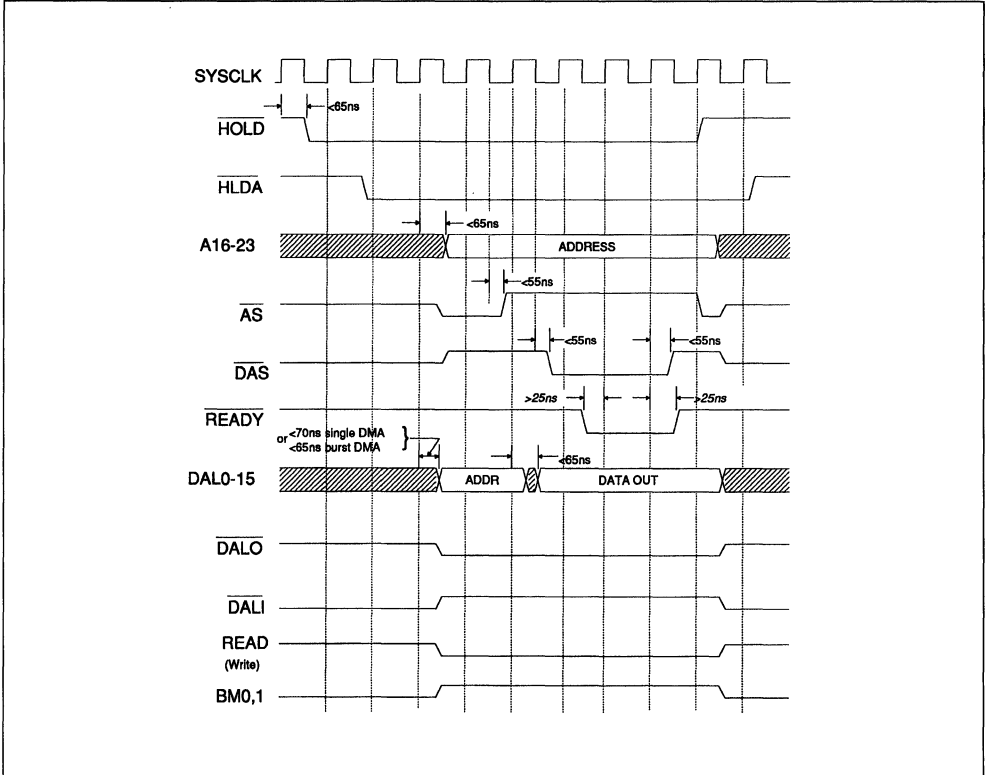 SYSCLK
<65ns
HOLD
HLDA
<65ns
A16-23
ADDRESS
<55ns
AS
<55ns
<55ns
DAS
>25ns
>25ns
READY
or <70ns single DMA
<65ns burst DMA
<65ns
DAL0-15
ADDR
DATA OUT
DALO
DALI
READ
(Write)
BM0,1